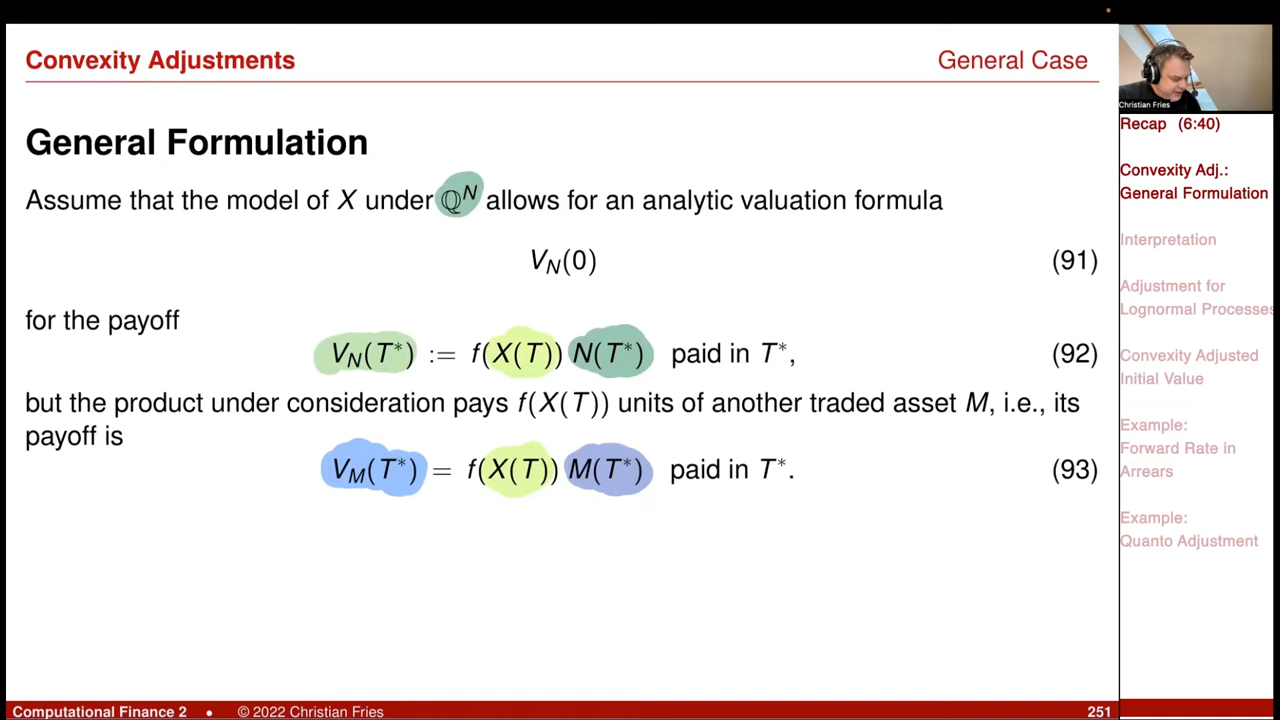 Convexity Adjustments General Case
General Formulation
Assume that the model of X under ℚᴺ allows for an analytic valuation formula
V_N(0) (91)
for the payoff
V_N(T*) := f(X(T)) N(T*) paid in T*, (92)
but the product under consideration pays f(X(T)) units of another traded asset M, i.e., its
payoff is
V_M(T*) = f(X(T)) M(T*) paid in T*. (93)
Computational Finance 2 • © 2022 Christian Fries 251
Christian Fries
Recap (6:40)
Convexity Adj.:
General Formulation
Interpretation
Adjustment for
Lognormal Processes
Convexity Adjusted
Initial Value
Example:
Forward Rate in
Arrears
Example:
Quanto Adjustment